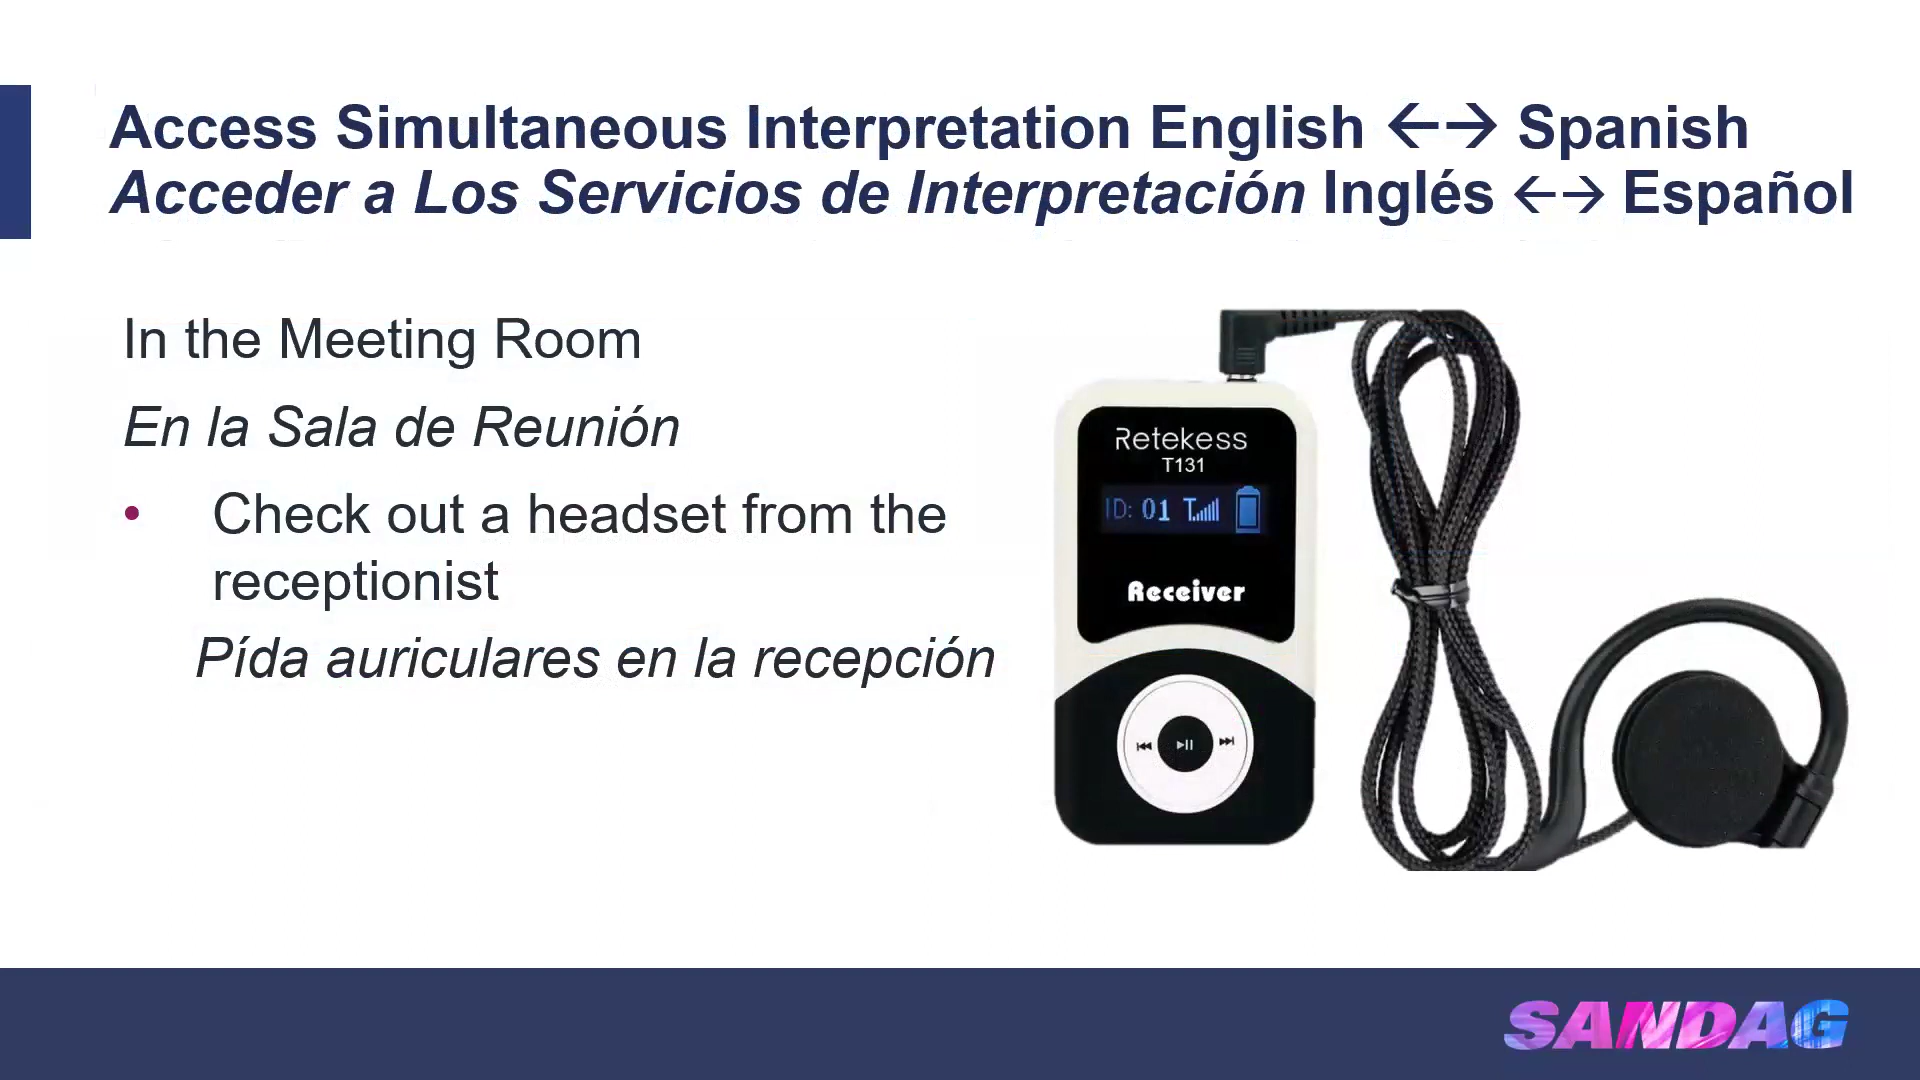 Access Simultaneous Interpretation English ←→ Spanish
Acceder a Los Servicios de Interpretación Inglés ←→ Español
In the Meeting Room
En la Sala de Reunión
• Check out a headset from the
receptionist
Pída auriculares en la recepción
Retekess
T131
ID: 01
Receiver
SANDAG